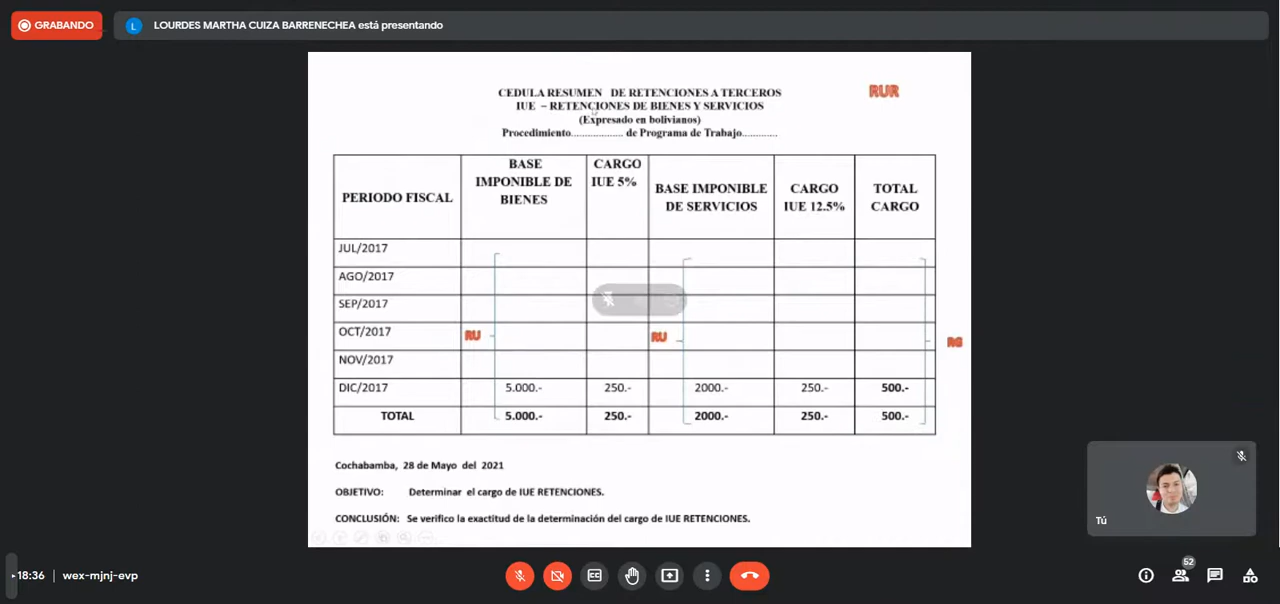 GRABANDO
L LOURDES MARTHA CUIZA BARRENECHEA está presentando
CEDULA RESUMEN DE RETENCIONES A TERCEROS
RUR
IUE – RETENCIONES DE BIENES Y SERVICIOS
(Expresado en bolivianos)
Procedimiento.................... de Programa de Trabajo.............
PERIODO FISCAL
BASE IMPONIBLE DE BIENES
CARGO IUE 5%
BASE IMPONIBLE DE SERVICIOS
CARGO IUE 12.5%
TOTAL CARGO
JUL/2017
AGO/2017
SEP/2017
OCT/2017
RU
RU
RG
NOV/2017
DIC/2017 5.000.- 250.- 2000.- 250.- 500.-
TOTAL 5.000.- 250.- 2000.- 250.- 500.-
Cochabamba, 28 de Mayo del 2021
OBJETIVO: Determinar el cargo de IUE RETENCIONES.
CONCLUSIÓN: Se verifico la exactitud de la determinación del cargo de IUE RETENCIONES.
Tú
18:36 | wex-mjnj-evp
52